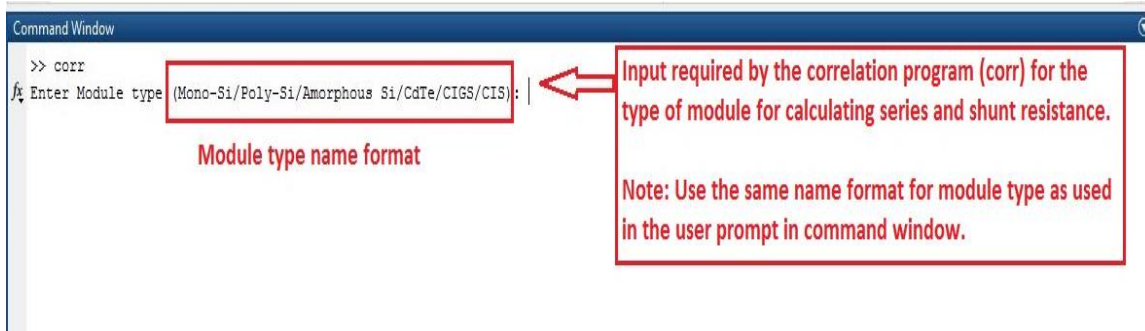 Command Window
>> corr
fx Enter Module type (Mono-Si/Poly-Si/Amorphous Si/CdTe/CIGS/CIS): |
Module type name format
Input required by the correlation program (corr) for the
type of module for calculating series and shunt resistance.
Note: Use the same name format for module type as used
in the user prompt in command window.